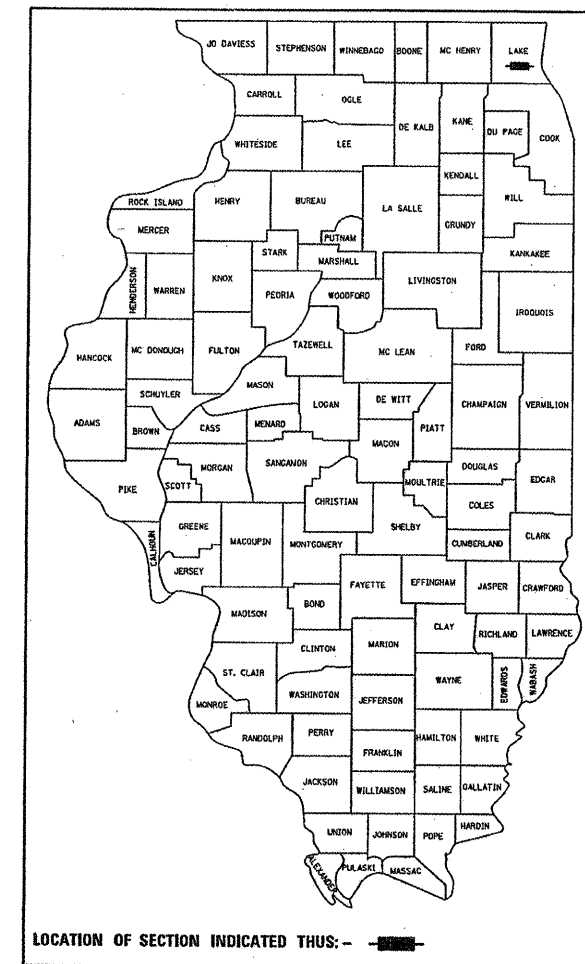 JO DAVIESS STEPHENSON WINNEBAGO BOONE MC HENRY LAKE
CARROLL OGLE DE KALB KANE DU PAGE COOK
WHITESIDE LEE
KENDALL WILL
ROCK ISLAND HENRY BUREAU LA SALLE GRUNDY
MERCER PUTNAM
STARK MARSHALL KANKAKEE
HENDERSON WARREN KNOX PEORIA WOODFORD LIVINGSTON
IROQUOIS
HANCOCK MC DONOUGH FULTON TAZEWELL MC LEAN FORD
SCHUYLER MASON
ADAMS BROWN CASS MENARD LOGAN DE WITT PIATT CHAMPAIGN VERMILION
MACON
PIKE SCOTT MORGAN SANGAMON MOULTRIE DOUGLAS EDGAR
CHRISTIAN COLES
CALHOUN GREENE MACOUPIN MONTGOMERY SHELBY CUMBERLAND CLARK
JERSEY
FAYETTE EFFINGHAM JASPER CRAWFORD
MADISON BOND
CLAY RICHLAND LAWRENCE
CLINTON MARION
ST. CLAIR WAYNE EDWARDS WABASH
WASHINGTON JEFFERSON
MONROE
RANDOLPH PERRY HAMILTON WHITE
FRANKLIN
JACKSON WILLIAMSON SALINE GALLATIN
UNION JOHNSON POPE HARDIN
ALEXANDER PULASKI MASSAC
LOCATION OF SECTION INDICATED THUS: -